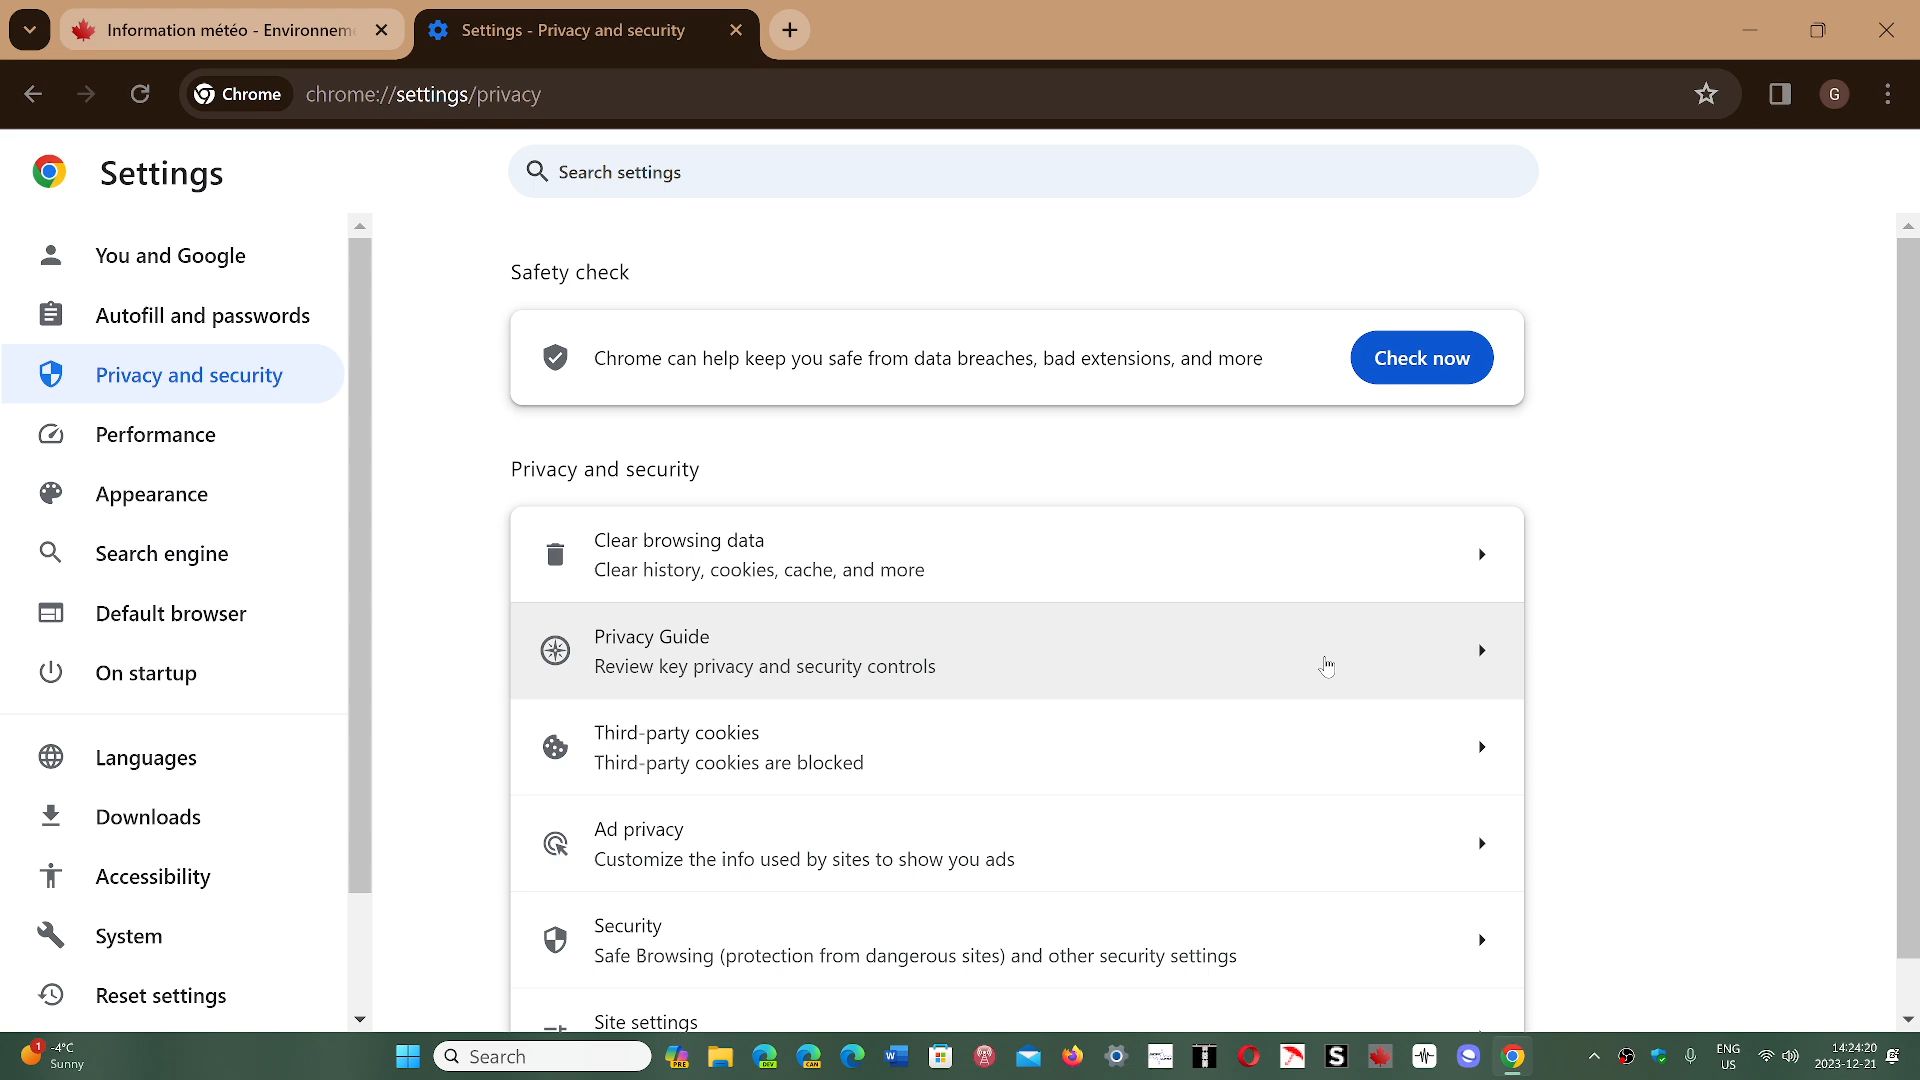 Information météo - Environnem
Settings - Privacy and security
Chrome
chrome://settings/privacy
G
Settings
Search settings
You and Google
Autofill and passwords
Privacy and security
Performance
Appearance
Search engine
Default browser
On startup
Languages
Downloads
Accessibility
System
Reset settings
Safety check
Chrome can help keep you safe from data breaches, bad extensions, and more
Check now
Privacy and security
Clear browsing data
Clear history, cookies, cache, and more
Privacy Guide
Review key privacy and security controls
Third-party cookies
Third-party cookies are blocked
Ad privacy
Customize the info used by sites to show you ads
Security
Safe Browsing (protection from dangerous sites) and other security settings
Site settings
1
-4°C
Sunny
Search
PRE
DEV
CAN
W
S
ENG
US
14:24:20
2023-12-21